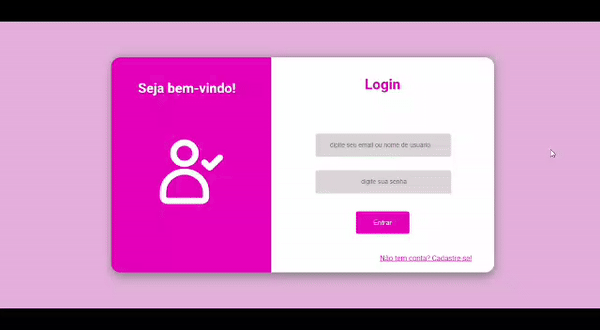 Seja bem-vindo!
Login
digite seu email ou nome de usuário
digite sua senha
Entrar
Não tem conta? Cadastre-se!